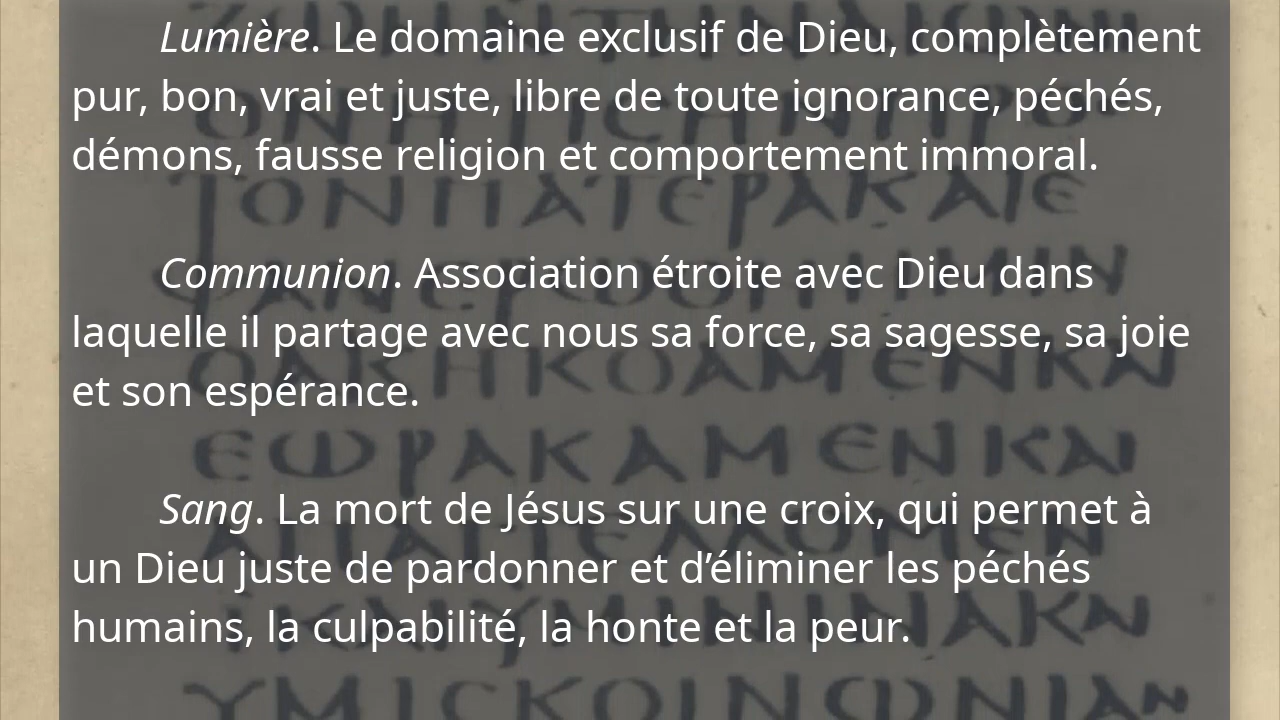 Lumière. Le domaine exclusif de Dieu, complètement
pur, bon, vrai et juste, libre de toute ignorance, péchés,
démons, fausse religion et comportement immoral.
Communion. Association étroite avec Dieu dans
laquelle il partage avec nous sa force, sa sagesse, sa joie
et son espérance.
Sang. La mort de Jésus sur une croix, qui permet à
un Dieu juste de pardonner et d’éliminer les péchés
humains, la culpabilité, la honte et la peur.